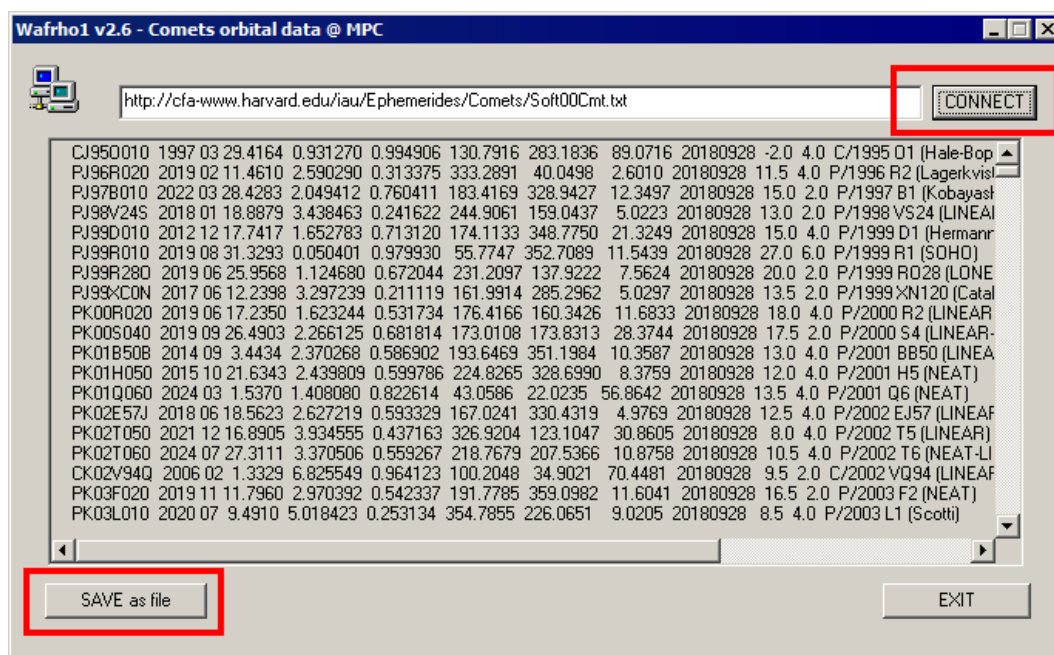 Wafrho1 v2.6 - Comets orbital data @ MPC
http://cfa-www.harvard.edu/iau/Ephemerides/Comets/Soft00Cmt.txt
CONNECT
CJ95O010 1997 03 29.4164 0.931270 0.994906 130.7916 283.1836 89.0716 20180928 -2.0 4.0 C/1995 O1 (Hale-Bop
PJ96R020 2019 02 11.4610 2.590290 0.313375 333.2891 40.0498 2.6010 20180928 11.5 4.0 P/1996 R2 (Lagerkvist
PJ97B010 2022 03 28.4283 2.049412 0.760411 183.4169 328.9427 12.3497 20180928 15.0 2.0 P/1997 B1 (Kobayash
PJ98V24S 2018 01 18.8879 3.438463 0.241622 244.9061 159.0437 5.0223 20180928 13.0 2.0 P/1998 VS24 (LINEAI
PJ99D010 2012 12 17.7417 1.652783 0.713120 174.1133 348.7750 21.3249 20180928 15.0 4.0 P/1999 D1 (Hermanr
PJ99R010 2019 08 31.3293 0.050401 0.979930 55.7747 352.7089 11.5439 20180928 27.0 6.0 P/1999 R1 (SOHO)
PJ99R28O 2019 06 25.9568 1.124680 0.672044 231.2097 137.9222 7.5624 20180928 20.0 2.0 P/1999 RO28 (LONE
PJ99XC0N 2017 06 12.2398 3.297239 0.211119 161.9914 285.2962 5.0297 20180928 13.5 2.0 P/1999 XN120 (Catal
PK00R020 2019 06 17.2350 1.623244 0.531734 176.4166 160.3426 11.6833 20180928 18.0 4.0 P/2000 R2 (LINEAR
PK00S040 2019 09 26.4903 2.266125 0.681814 173.0108 173.8313 28.3744 20180928 17.5 2.0 P/2000 S4 (LINEAR-
PK01B50B 2014 09 3.4434 2.370268 0.586902 193.6469 351.1984 10.3587 20180928 13.0 4.0 P/2001 BB50 (LINEA
PK01H050 2015 10 21.6343 2.439809 0.599786 224.8265 328.6990 8.3759 20180928 12.0 4.0 P/2001 H5 (NEAT)
PK01Q060 2024 03 1.5370 1.408080 0.822614 43.0586 22.0235 56.8642 20180928 13.5 4.0 P/2001 Q6 (NEAT)
PK02E57J 2018 06 18.5623 2.627219 0.593329 167.0241 330.4319 4.9769 20180928 12.5 4.0 P/2002 EJ57 (LINEAF
PK02T050 2021 12 16.8905 3.934555 0.437163 326.9204 123.1047 30.8605 20180928 8.0 4.0 P/2002 T5 (LINEAR)
PK02T060 2024 07 27.3111 3.370506 0.559267 218.7679 207.5366 10.8758 20180928 10.5 4.0 P/2002 T6 (NEAT-LI
CK02V94Q 2006 02 1.3329 6.825549 0.964123 100.2048 34.9021 70.4481 20180928 9.5 2.0 C/2002 VQ94 (LINEAF
PK03F020 2019 11 11.7960 2.970392 0.542337 191.7785 359.0982 11.6041 20180928 16.5 2.0 P/2003 F2 (NEAT)
PK03L010 2020 07 9.4910 5.018423 0.253134 354.7855 226.0651 9.0205 20180928 8.5 4.0 P/2003 L1 (Scotti)
SAVE as file
EXIT